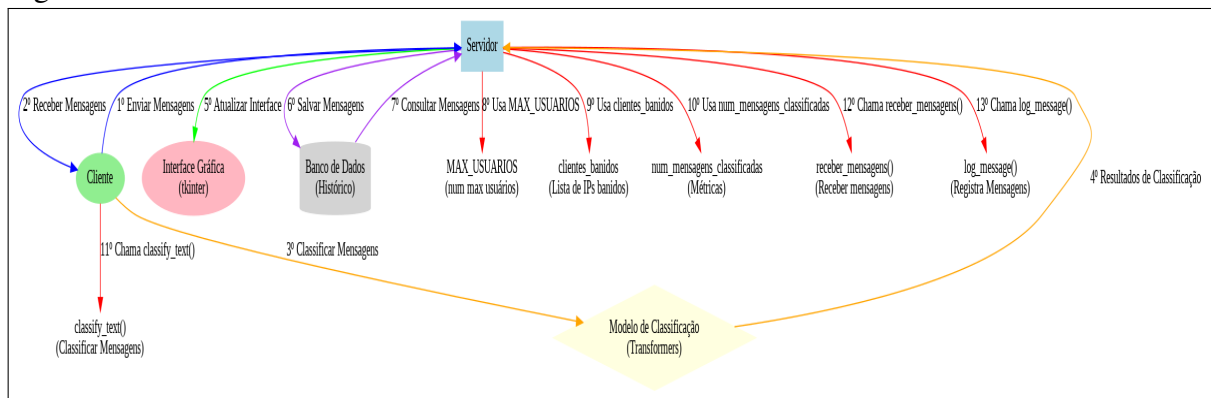 Servidor
2º Receber Mensagens
1º Enviar Mensagens
5º Atualizar Interface
6º Salvar Mensagens
7º Consultar Mensagens
8º Usa MAX_USUARIOS
9º Usa clientes_banidos
10º Usa num_mensagens_classificadas
12º Chama receber_mensagens()
13º Chama log_message()
Cliente
Interface Gráfica
(tkinter)
Banco de Dados
(Histórico)
MAX_USUARIOS
(num max usuários)
clientes_banidos
(Lista de IPs banidos)
num_mensagens_classificadas
(Métricas)
receber_mensagens()
(Receber mensagens)
log_message()
(Registra Mensagens)
4º Resultados de Classificação
11º Chama classify_text()
3º Classificar Mensagens
classify_text()
(Classificar Mensagens)
Modelo de Classificação
(Transformers)